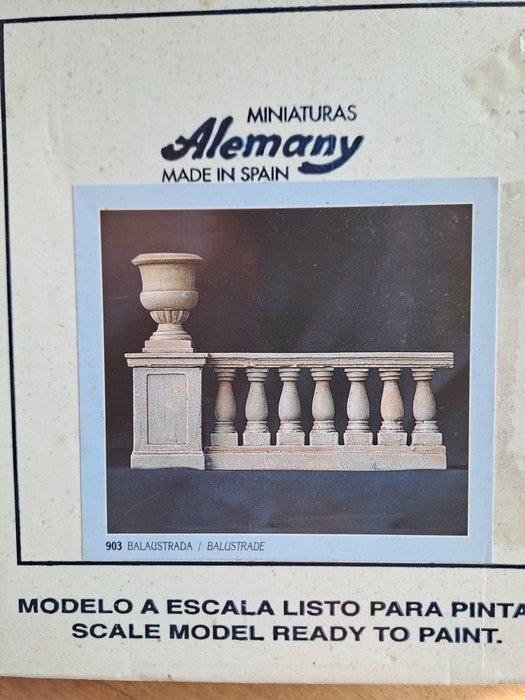 MINIATURAS
Alemany
MADE IN SPAIN
903 BALAUSTRADA / BALUSTRADE
MODELO A ESCALA LISTO PARA PINTA
SCALE MODEL READY TO PAINT.